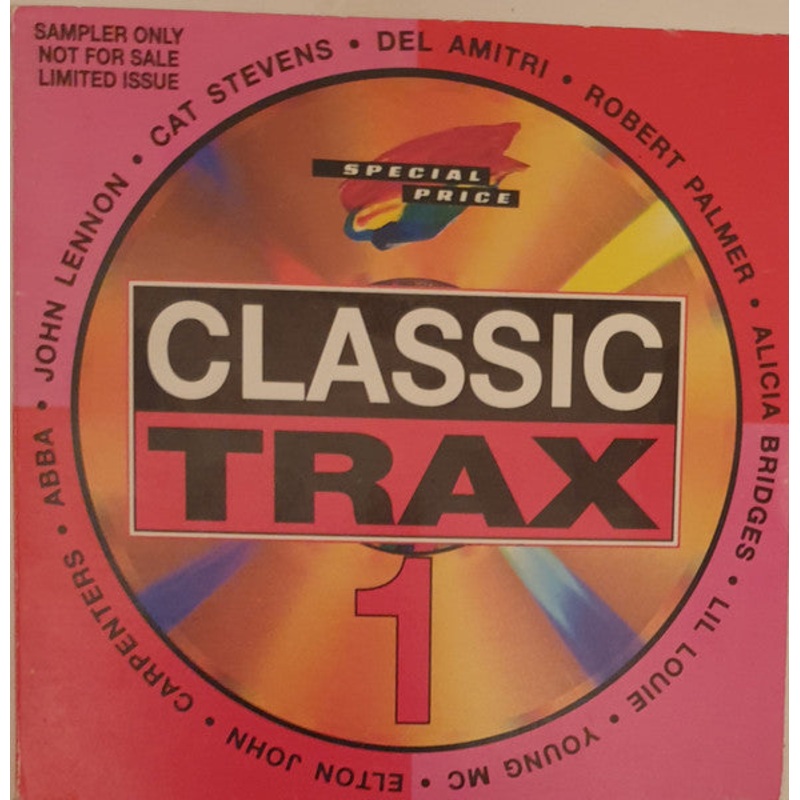 SAMPLER ONLY
NOT FOR SALE
LIMITED ISSUE
CAT STEVENS • DEL AMITRI • ROBERT PALMER • ALICIA BRIDGES • LIL LOUIE • YOUNG MC • ELTON JOHN • CARPENTERS • ABBA • JOHN LENNON •
SPECIAL
PRICE
CLASSIC
TRAX
1